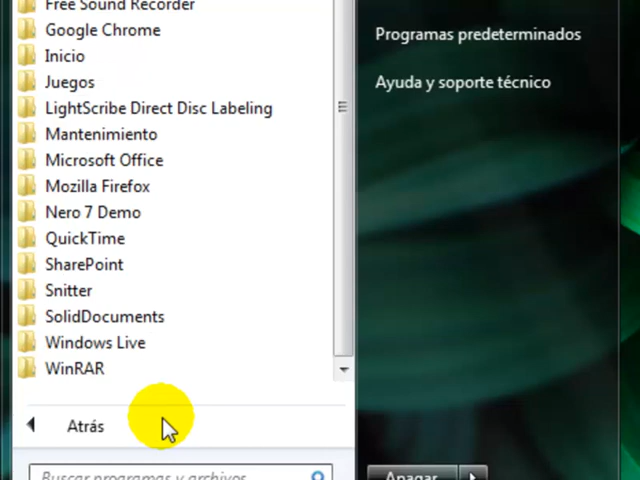 Free Sound Recorder
Google Chrome
Inicio
Juegos
LightScribe Direct Disc Labeling
Mantenimiento
Microsoft Office
Mozilla Firefox
Nero 7 Demo
QuickTime
SharePoint
Snitter
SolidDocuments
Windows Live
WinRAR
Atrás
Buscar programas y archivos
Programas predeterminados
Ayuda y soporte técnico
Apagar